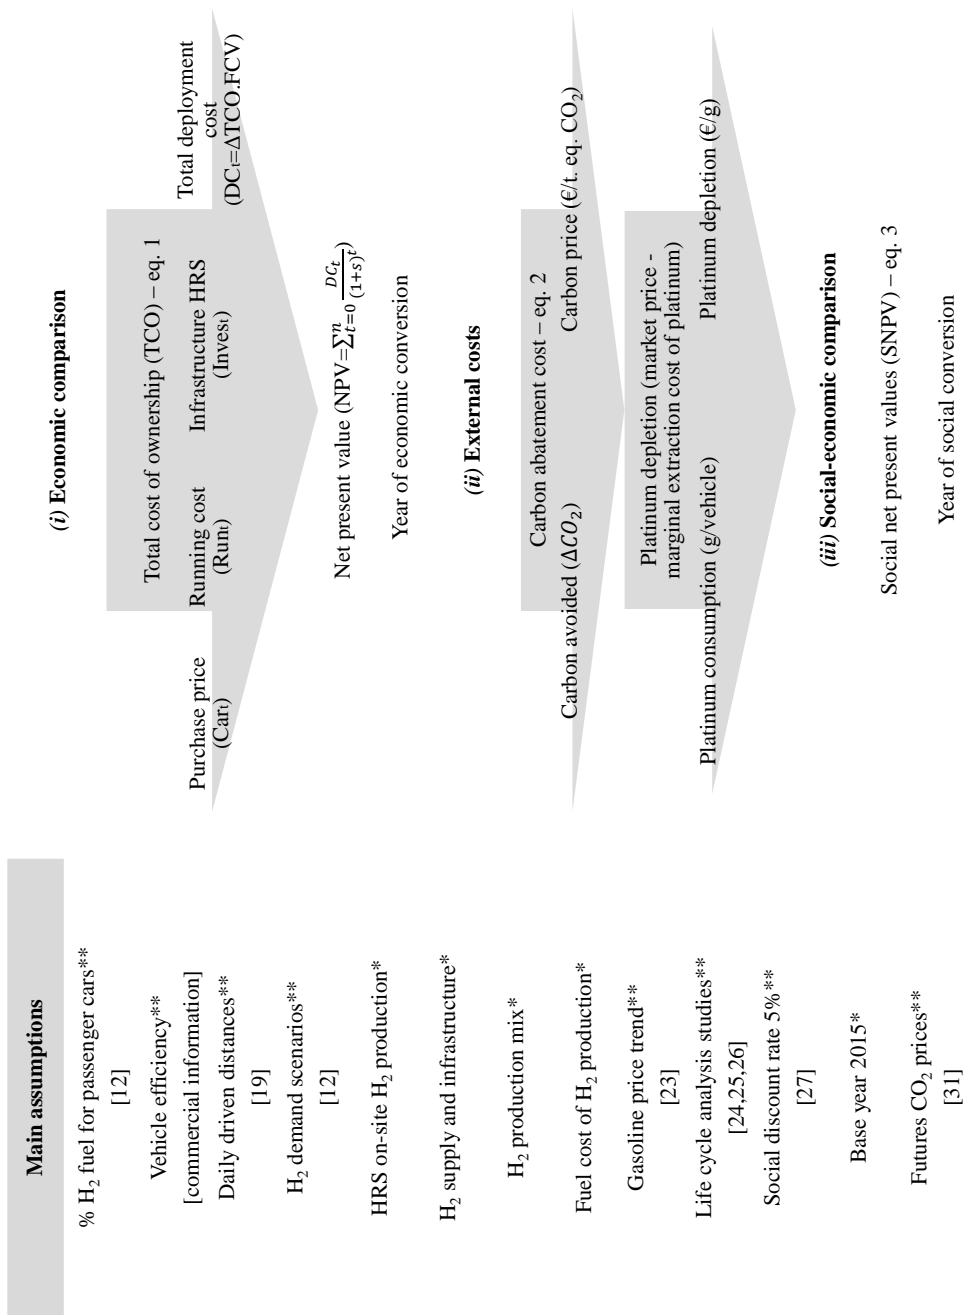 Main assumptions
% H₂ fuel for passenger cars**
[12]
Vehicle efficiency**
[commercial information]
Daily driven distances**
[19]
H₂ demand scenarios**
[12]
HRS on-site H₂ production*
H₂ supply and infrastructure*
H₂ production mix*
Fuel cost of H₂ production*
Gasoline price trend**
[23]
Life cycle analysis studies**
[24,25,26]
Social discount rate 5%**
[27]
Base year 2015*
Futures CO₂ prices**
[31]
(i) Economic comparison
Total cost of ownership (TCO) – eq. 1
Purchase price
(Carₜ)
Running cost
(Runₜ)
Infrastructure HRS
(Investₜ)
Total deployment
cost
(DCₜ=ΔTCO.FCV)
Net present value (NPV=∑ⁿₜ₌₀ DCₜ/(1+s)ᵗ)
Year of economic conversion
(ii) External costs
Carbon abatement cost – eq. 2
Carbon avoided (ΔCO₂)
Carbon price (€/t. eq. CO₂)
Platinum depletion (market price -
marginal extraction cost of platinum)
Platinum consumption (g/vehicle)
Platinum depletion (€/g)
(iii) Social-economic comparison
Social net present values (SNPV) – eq. 3
Year of social conversion